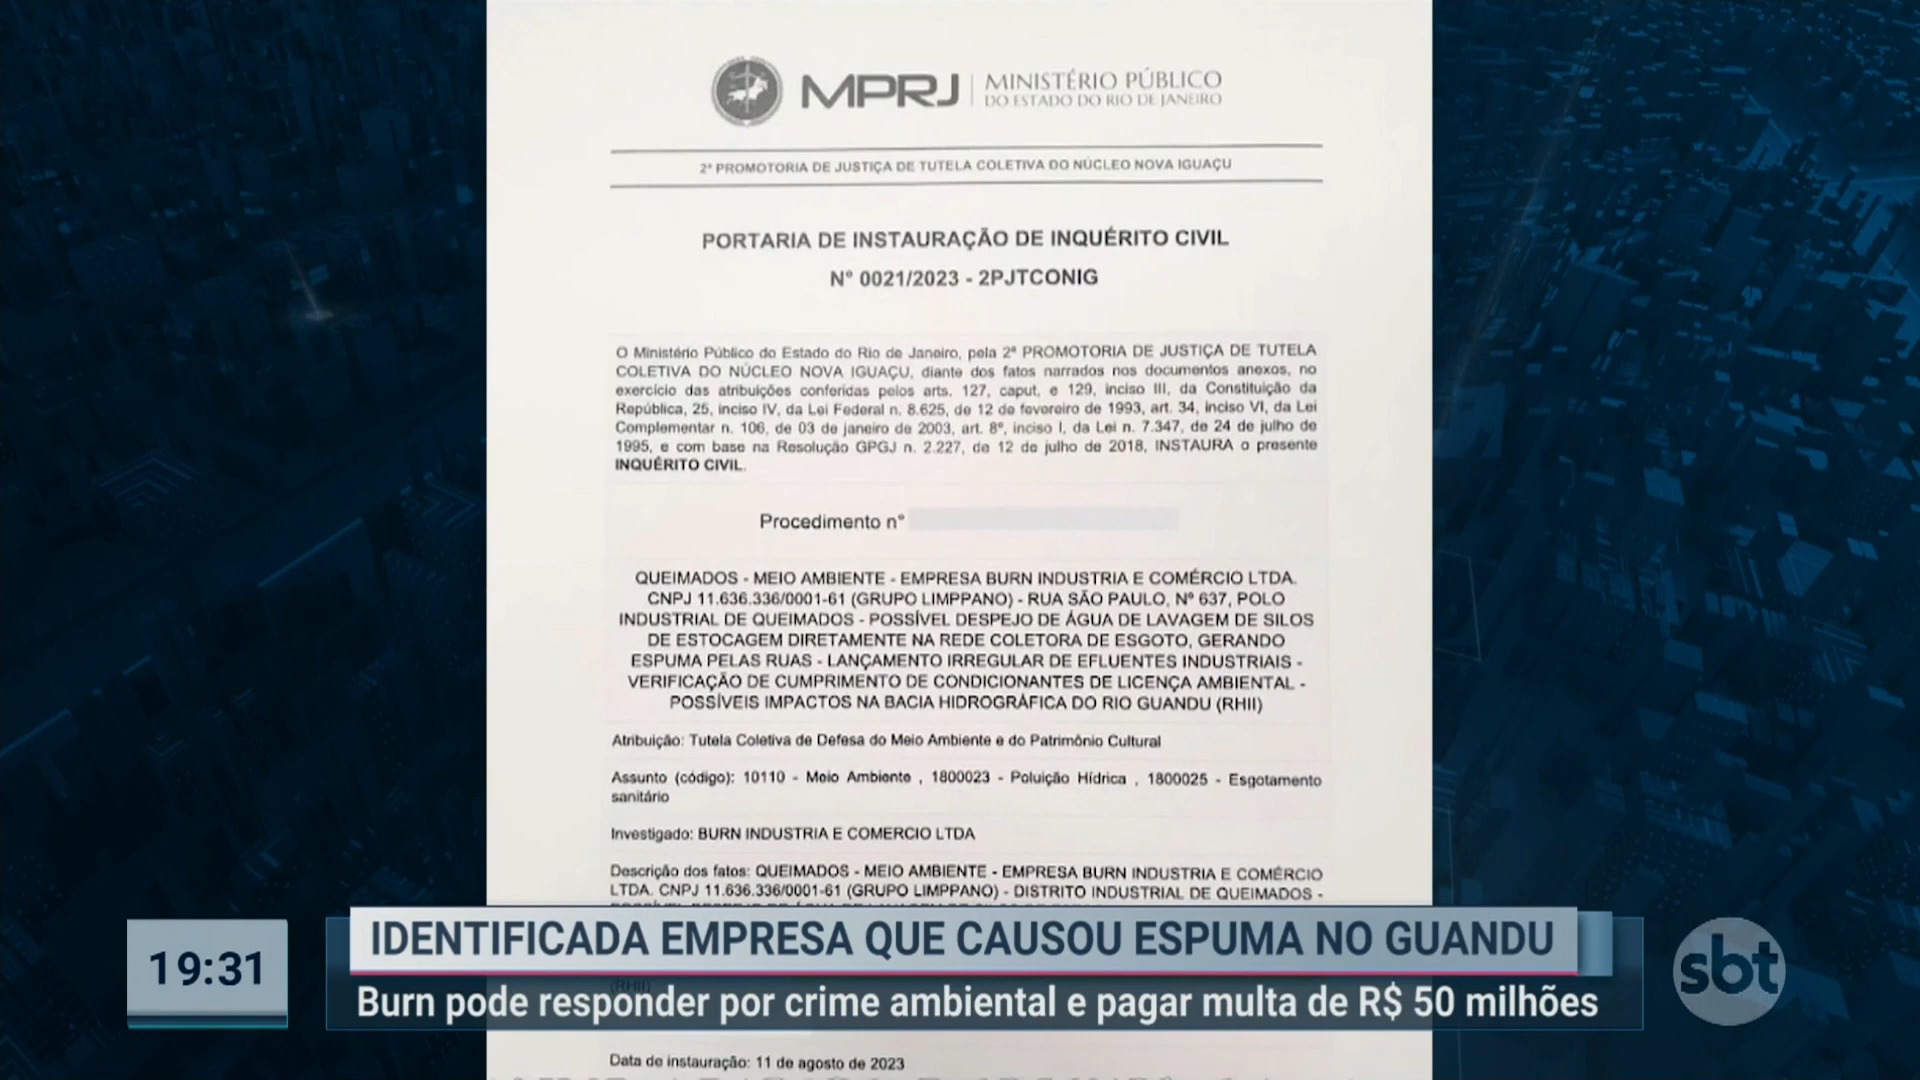 MPRJ MINISTÉRIO PÚBLICO
DO ESTADO DO RIO DE JANEIRO
2ª PROMOTORIA DE JUSTIÇA DE TUTELA COLETIVA DO NÚCLEO NOVA IGUAÇU
PORTARIA DE INSTAURAÇÃO DE INQUÉRITO CIVIL
N° 0021/2023 - 2PJTCONIG
O Ministério Público do Estado do Rio de Janeiro, pela 2ª PROMOTORIA DE JUSTIÇA DE TUTELA
COLETIVA DO NÚCLEO NOVA IGUAÇU, diante dos fatos narrados nos documentos anexos, no
exercício das atribuições conferidas pelos arts. 127, caput, e 129, inciso III, da Constituição da
República, 25, inciso IV, da Lei Federal n. 8.625, de 12 de fevereiro de 1993, art. 34, inciso VI, da Lei
Complementar n. 106, de 03 de janeiro de 2003, art. 8º, inciso I, da Lei n. 7.347, de 24 de julho de
1995, e com base na Resolução GPGJ n. 2.227, de 12 de julho de 2018, INSTAURA o presente
INQUÉRITO CIVIL.
Procedimento n°
QUEIMADOS - MEIO AMBIENTE - EMPRESA BURN INDUSTRIA E COMÉRCIO LTDA.
CNPJ 11.636.336/0001-61 (GRUPO LIMPPANO) - RUA SÃO PAULO, Nº 637, POLO
INDUSTRIAL DE QUEIMADOS - POSSÍVEL DESPEJO DE ÁGUA DE LAVAGEM DE SILOS
DE ESTOCAGEM DIRETAMENTE NA REDE COLETORA DE ESGOTO, GERANDO
ESPUMA PELAS RUAS - LANÇAMENTO IRREGULAR DE EFLUENTES INDUSTRIAIS -
VERIFICAÇÃO DE CUMPRIMENTO DE CONDICIONANTES DE LICENÇA AMBIENTAL -
POSSÍVEIS IMPACTOS NA BACIA HIDROGRÁFICA DO RIO GUANDU (RHII)
Atribuição: Tutela Coletiva de Defesa do Meio Ambiente e do Patrimônio Cultural
Assunto (código): 10110 - Meio Ambiente , 1800023 - Poluição Hídrica , 1800025 - Esgotamento
sanitário
Investigado: BURN INDUSTRIA E COMERCIO LTDA
Descrição dos fatos: QUEIMADOS - MEIO AMBIENTE - EMPRESA BURN INDUSTRIA E COMÉRCIO
LTDA. CNPJ 11.636.336/0001-61 (GRUPO LIMPPANO) - DISTRITO INDUSTRIAL DE QUEIMADOS -
19:31
IDENTIFICADA EMPRESA QUE CAUSOU ESPUMA NO GUANDU
(RHII)
Burn pode responder por crime ambiental e pagar multa de R$ 50 milhões
sbt
Data de instauração: 11 de agosto de 2023